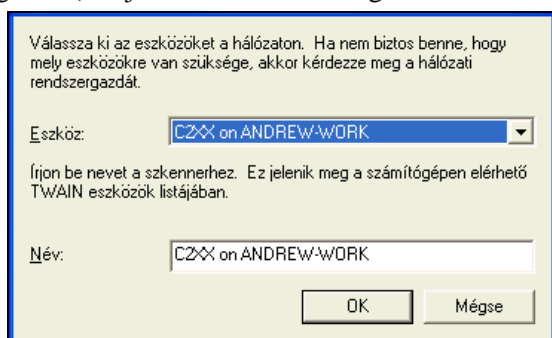 Válassza ki az eszközöket a hálózaton. Ha nem biztos benne, hogy
mely eszközökre van szüksége, akkor kérdezze meg a hálózati
rendszergazdát.
Eszköz: C2XX on ANDREW-WORK
Írjon be nevet a szkennerhez. Ez jelenik meg a számítógépen elérhető
TWAIN eszközök listájában.
Név: C2XX on ANDREW-WORK
OK Mégse